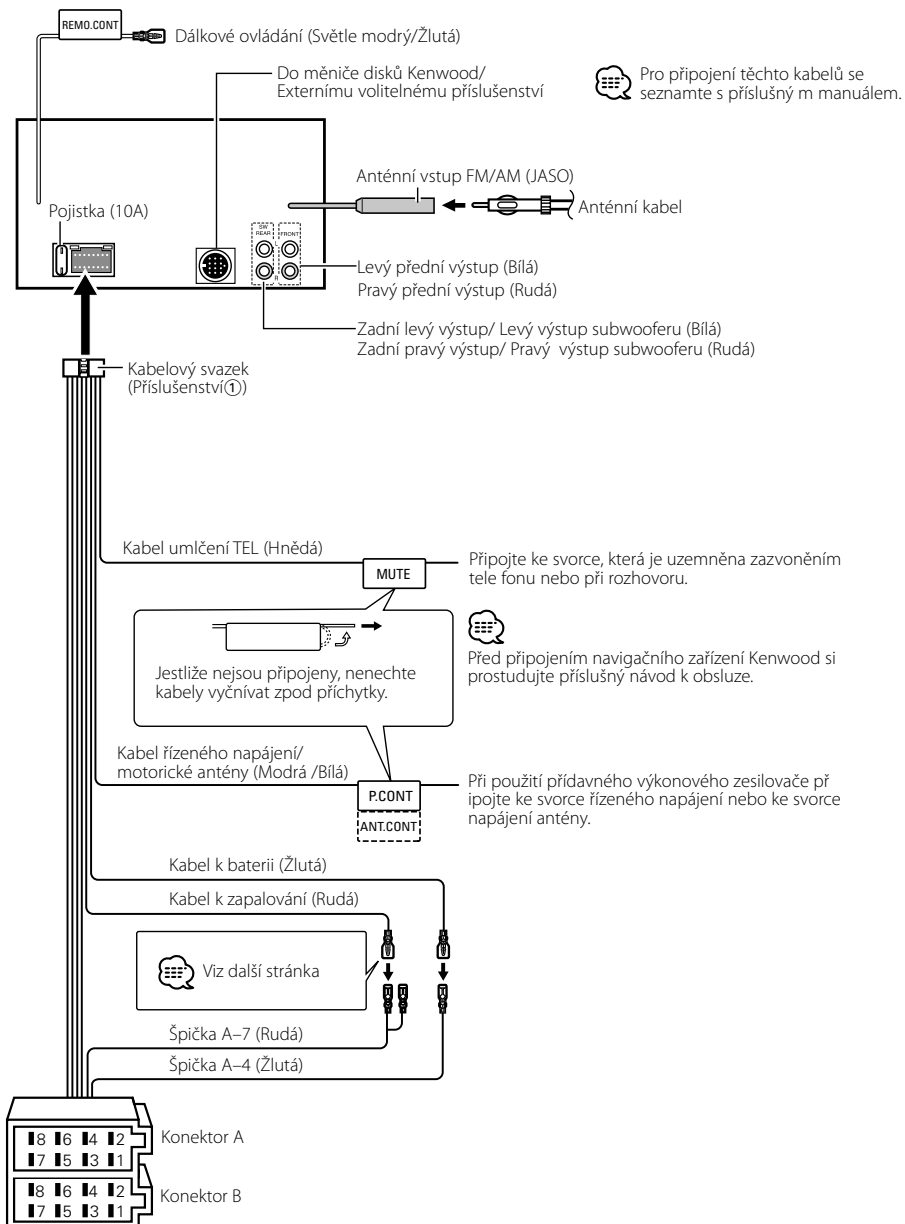 REMO.CONT
Dálkové ovládání (Světle modrý/Žlutá)
Do měniče disků Kenwood/
Externímu volitelnému příslušenství
Pro připojení těchto kabelů se
seznamte s příslušný m manuálem.
Anténní vstup FM/AM (JASO)
Anténní kabel
Pojistka (10A)
SW
REAR
FRONT
L
R
Levý přední výstup (Bílá)
Pravý přední výstup (Rudá)
Zadní levý výstup/ Levý výstup subwooferu (Bílá)
Zadní pravý výstup/ Pravý výstup subwooferu (Rudá)
Kabelový svazek
(Příslušenství①)
Kabel umlčení TEL (Hnědá)
MUTE
Připojte ke svorce, která je uzemněna zazvoněním
tele fonu nebo při rozhovoru.
Jestliže nejsou připojeny, nenechte
kabely vyčnívat zpod příchytky.
Před připojením navigačního zařízení Kenwood si
prostudujte příslušný návod k obsluze.
Kabel řízeného napájení/
motorické antény (Modrá /Bílá)
P.CONT
ANT.CONT
Při použití přídavného výkonového zesilovače př
ipojte ke svorce řízeného napájení nebo ke svorce
napájení antény.
Kabel k baterii (Žlutá)
Kabel k zapalování (Rudá)
Viz další stránka
Špička A–7 (Rudá)
Špička A–4 (Žlutá)
8 6 4 2
7 5 3 1
Konektor A
8 6 4 2
7 5 3 1
Konektor B